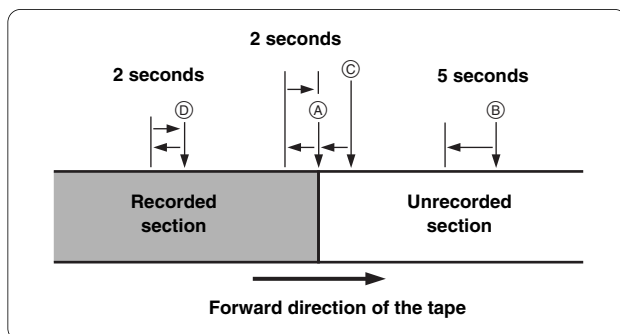 2 seconds
Ⓒ
2 seconds
5 seconds
Ⓓ
Ⓐ
Ⓑ
Recorded
section
Unrecorded
section
Forward direction of the tape